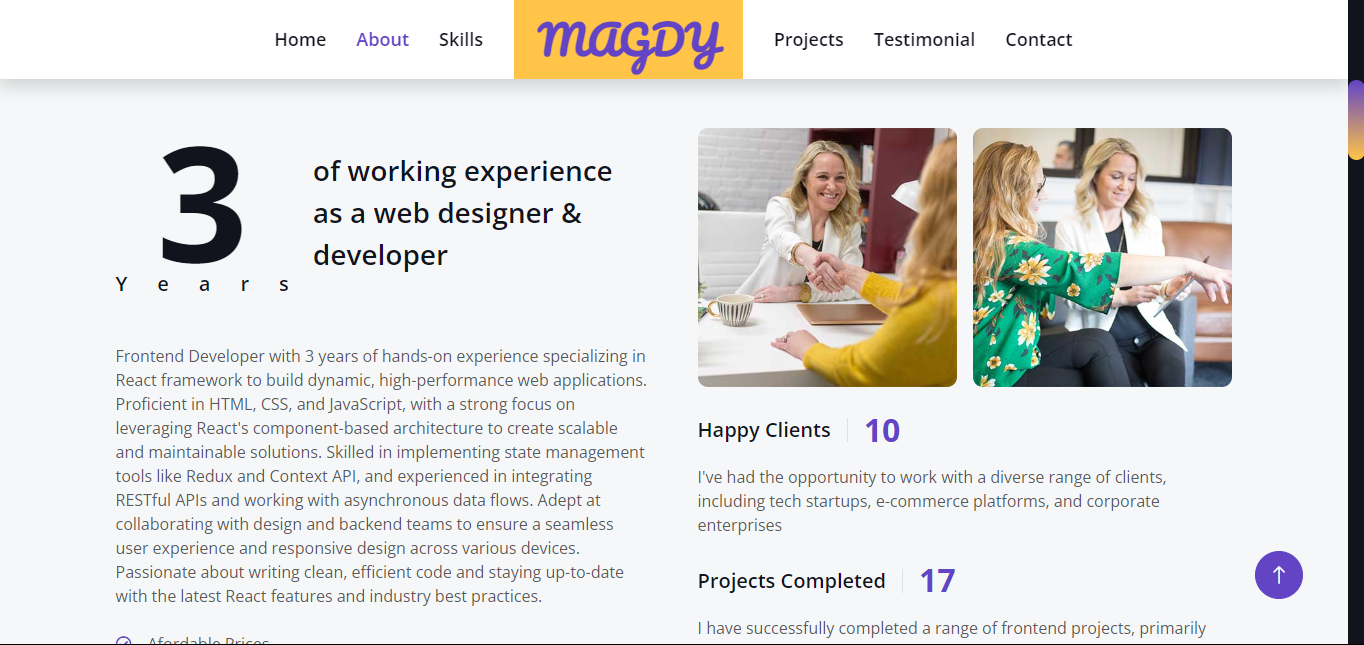 Home About Skills MAGDY Projects Testimonial Contact
3
Years
of working experience
as a web designer &
developer
Frontend Developer with 3 years of hands-on experience specializing in
React framework to build dynamic, high-performance web applications.
Proficient in HTML, CSS, and JavaScript, with a strong focus on
leveraging React's component-based architecture to create scalable
and maintainable solutions. Skilled in implementing state management
tools like Redux and Context API, and experienced in integrating
RESTful APIs and working with asynchronous data flows. Adept at
collaborating with design and backend teams to ensure a seamless
user experience and responsive design across various devices.
Passionate about writing clean, efficient code and staying up-to-date
with the latest React features and industry best practices.
Afordable Prices
Happy Clients 10
I've had the opportunity to work with a diverse range of clients,
including tech startups, e-commerce platforms, and corporate
enterprises
Projects Completed 17
I have successfully completed a range of frontend projects, primarily